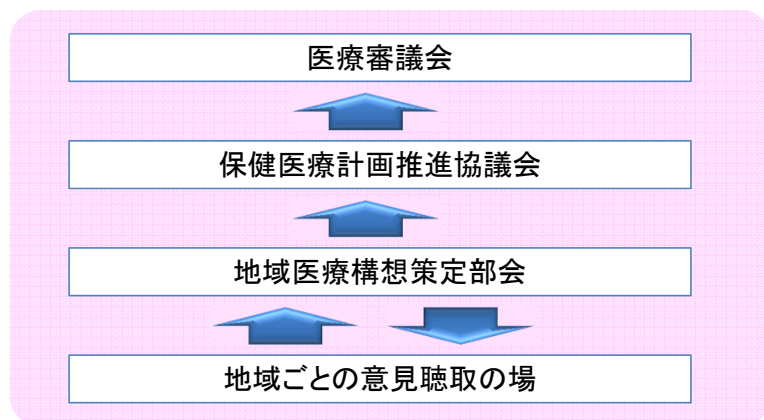 医療審議会
保健医療計画推進協議会
地域医療構想策定部会
地域ごとの意見聴取の場